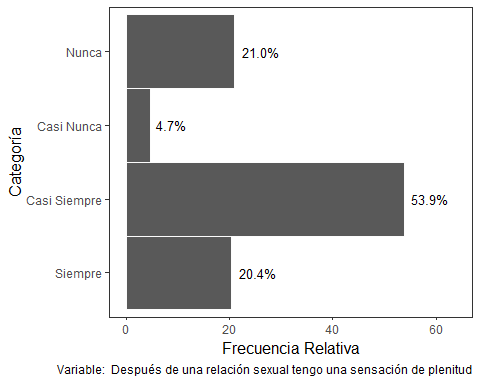 Categoría
Nunca
21.0%
Casi Nunca
4.7%
Casi Siempre
53.9%
Siempre
20.4%
0
20
40
60
Frecuencia Relativa
Variable: Después de una relación sexual tengo una sensación de plenitud